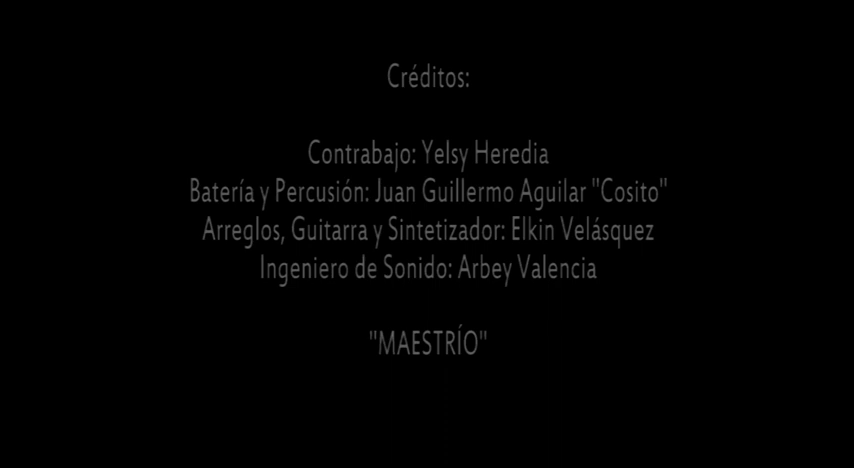 Créditos:
Contrabajo: Yelsy Heredia
Batería y Percusión: Juan Guillermo Aguilar "Cosito"
Arreglos, Guitarra y Sintetizador: Elkin Velásquez
Ingeniero de Sonido: Arbey Valencia
"MAESTRÍO"